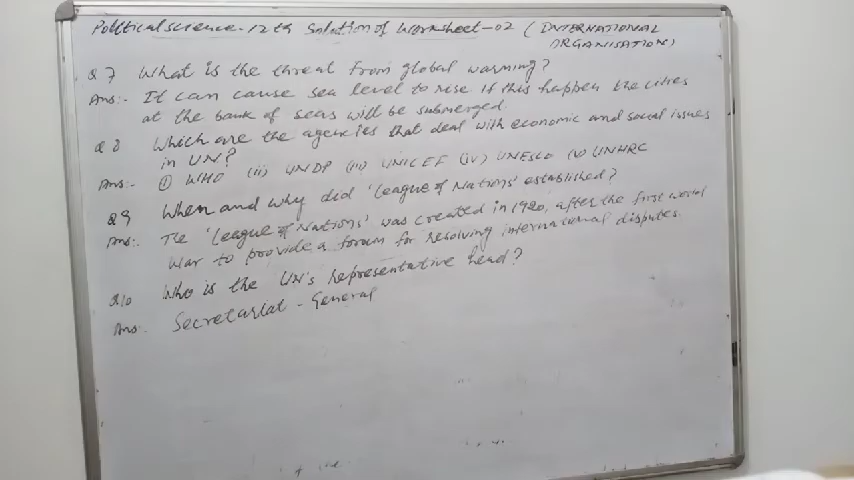 Political science - 12th Solution of Worksheet - 02 (INTERNATIONAL
ORGANISATION)
Q 7 What is the threat from global warming?
Ans:- It can cause sea level to rise if this happen the cities
at the bank of seas will be submerged.
Q 8 Which are the agencies that deal with economic and social issues
in UN?
Ans:- (i) WHO (ii) UNDP (iii) UNICEF (iv) UNESCO (v) UNHRC
Q9 When and why did 'League of Nations' established?
Ans:. The 'League of Nations' was created in 1920, after the first world
war to provide a forum for resolving international disputes.
Q10 Who is the UN's representative head?
Ans:. Secretariat - General